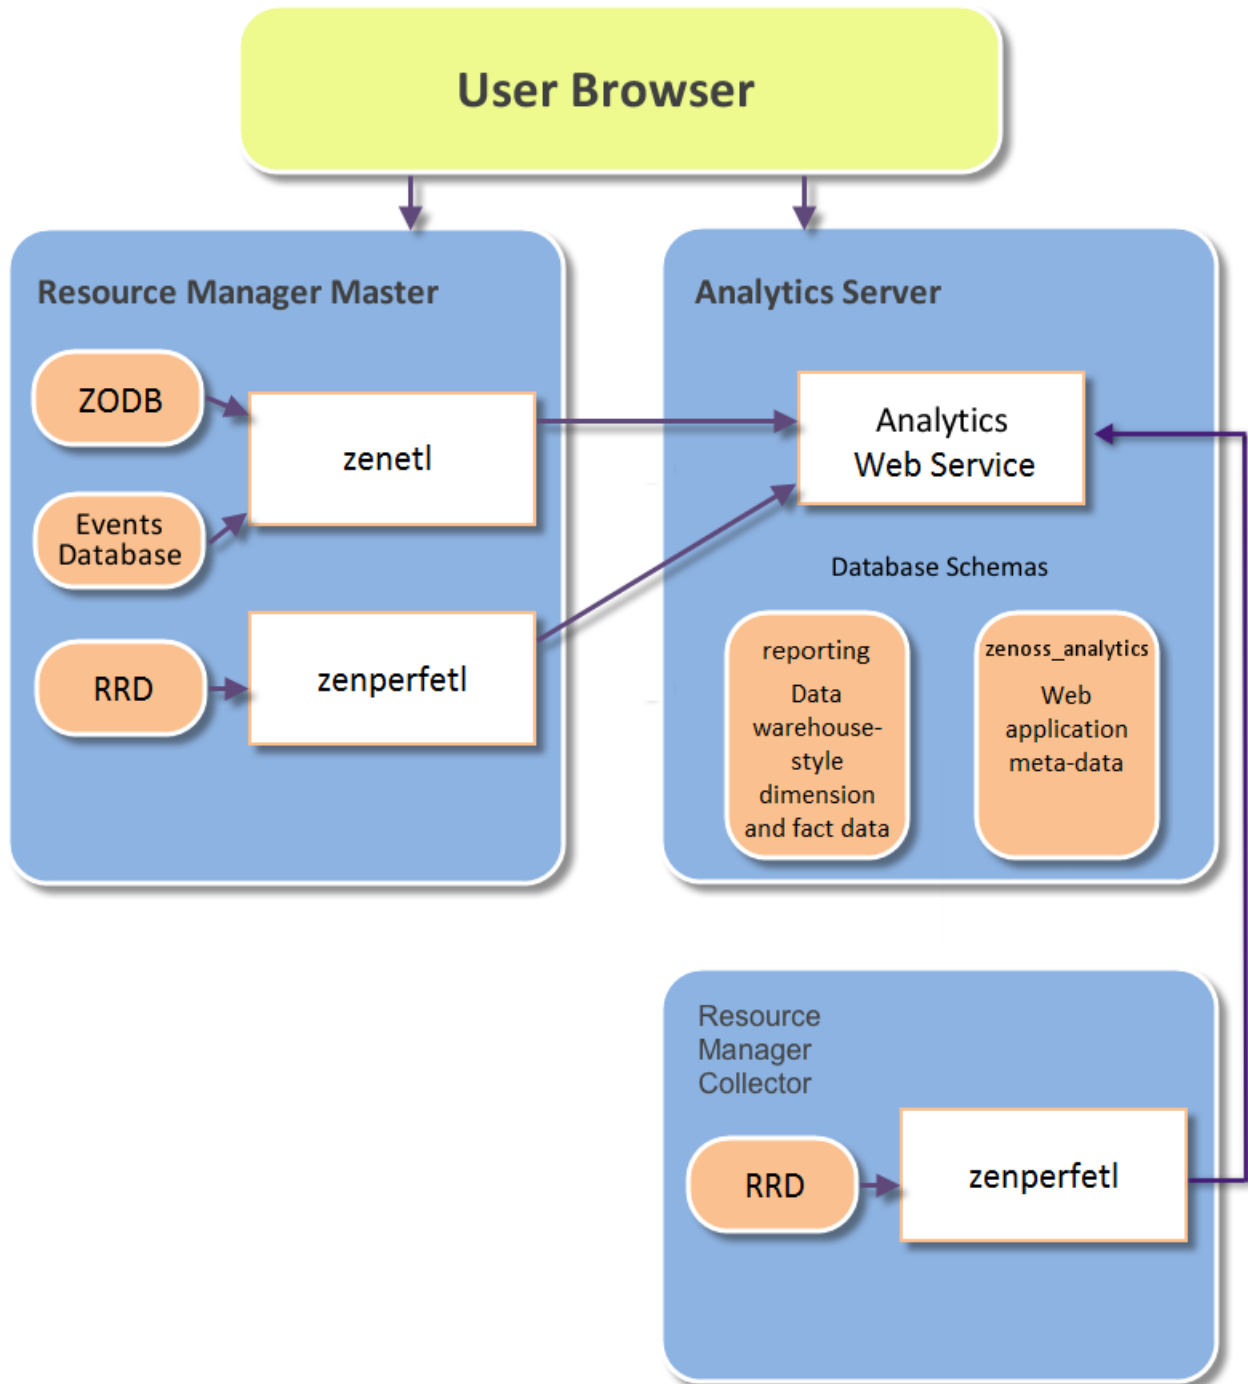 User Browser
Resource Manager Master
ZODB
zenetl
Events
Database
RRD
zenperfetl
Analytics Server
Analytics
Web Service
Database Schemas
reporting
Data
warehouse-
style
dimension
and fact data
zenoss_analytics
Web
application
meta-data
Resource
Manager
Collector
RRD
zenperfetl